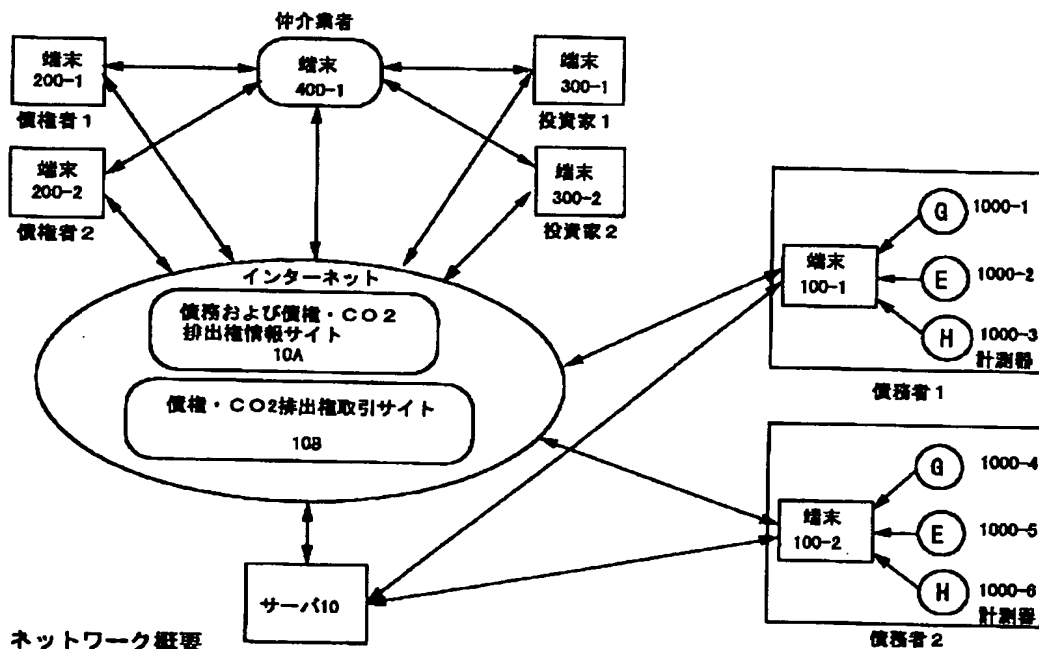 仲介業者
端末
200-1
債権者1
端末
400-1
端末
300-1
投資家1
端末
200-2
債権者2
端末
300-2
投資家2
インターネット
債務および債権・CO2
排出権情報サイト
10A
債権・CO2排出権取引サイト
10B
サーバ10
端末
100-1
G
1000-1
E
1000-2
H
1000-3
計測器
債務者1
端末
100-2
G
1000-4
E
1000-5
H
1000-6
計測器
債務者2
ネットワーク概要